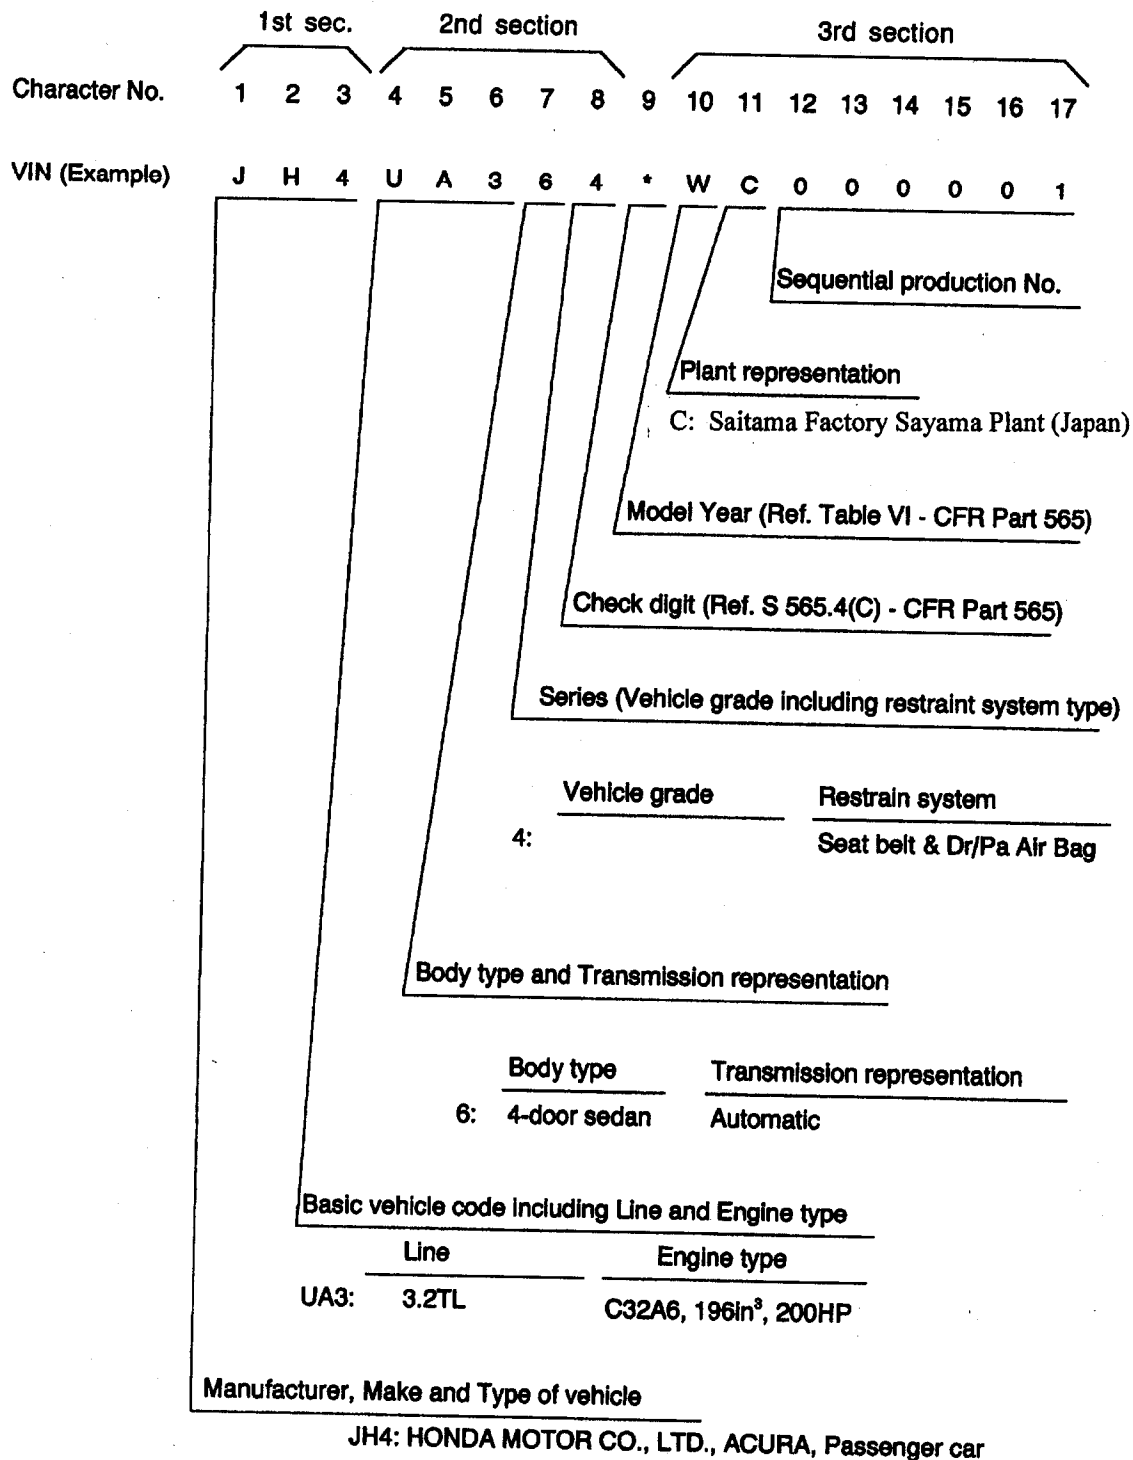 1st sec. 2nd section 3rd section
Character No. 1 2 3 4 5 6 7 8 9 10 11 12 13 14 15 16 17
VIN (Example) J H 4 U A 3 6 4 * W C 0 0 0 0 0 1
Sequential production No.
Plant representation
C: Saitama Factory Sayama Plant (Japan)
Model Year (Ref. Table VI - CFR Part 565)
Check digit (Ref. S 565.4(C) - CFR Part 565)
Series (Vehicle grade including restraint system type)
Vehicle grade Restrain system
4: Seat belt & Dr/Pa Air Bag
Body type and Transmission representation
Body type Transmission representation
6: 4-door sedan Automatic
Basic vehicle code including Line and Engine type
Line Engine type
UA3: 3.2TL C32A6, 196in³, 200HP
Manufacturer, Make and Type of vehicle
JH4: HONDA MOTOR CO., LTD., ACURA, Passenger car